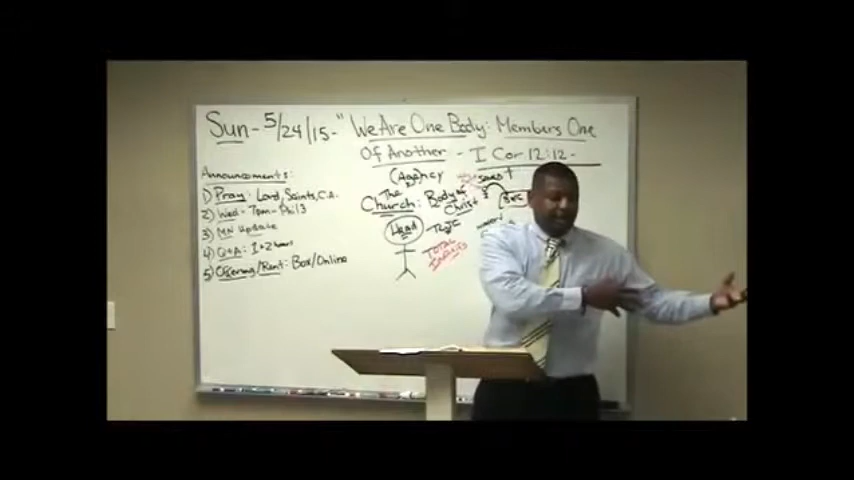 Sun - 5/24/15 - "We Are One Body: Members One
Of Another - I Cor 12:12-
Announcements:
1) Pray: Lord, Saints, C.A.
2) Wed - 7pm - Phil 3
3) MN Update
4) Q+A: 1+2 hours
5) Offering/Rent: Box/Online
(Agency
The
Church: Body of
Christ
Head
TOTAL